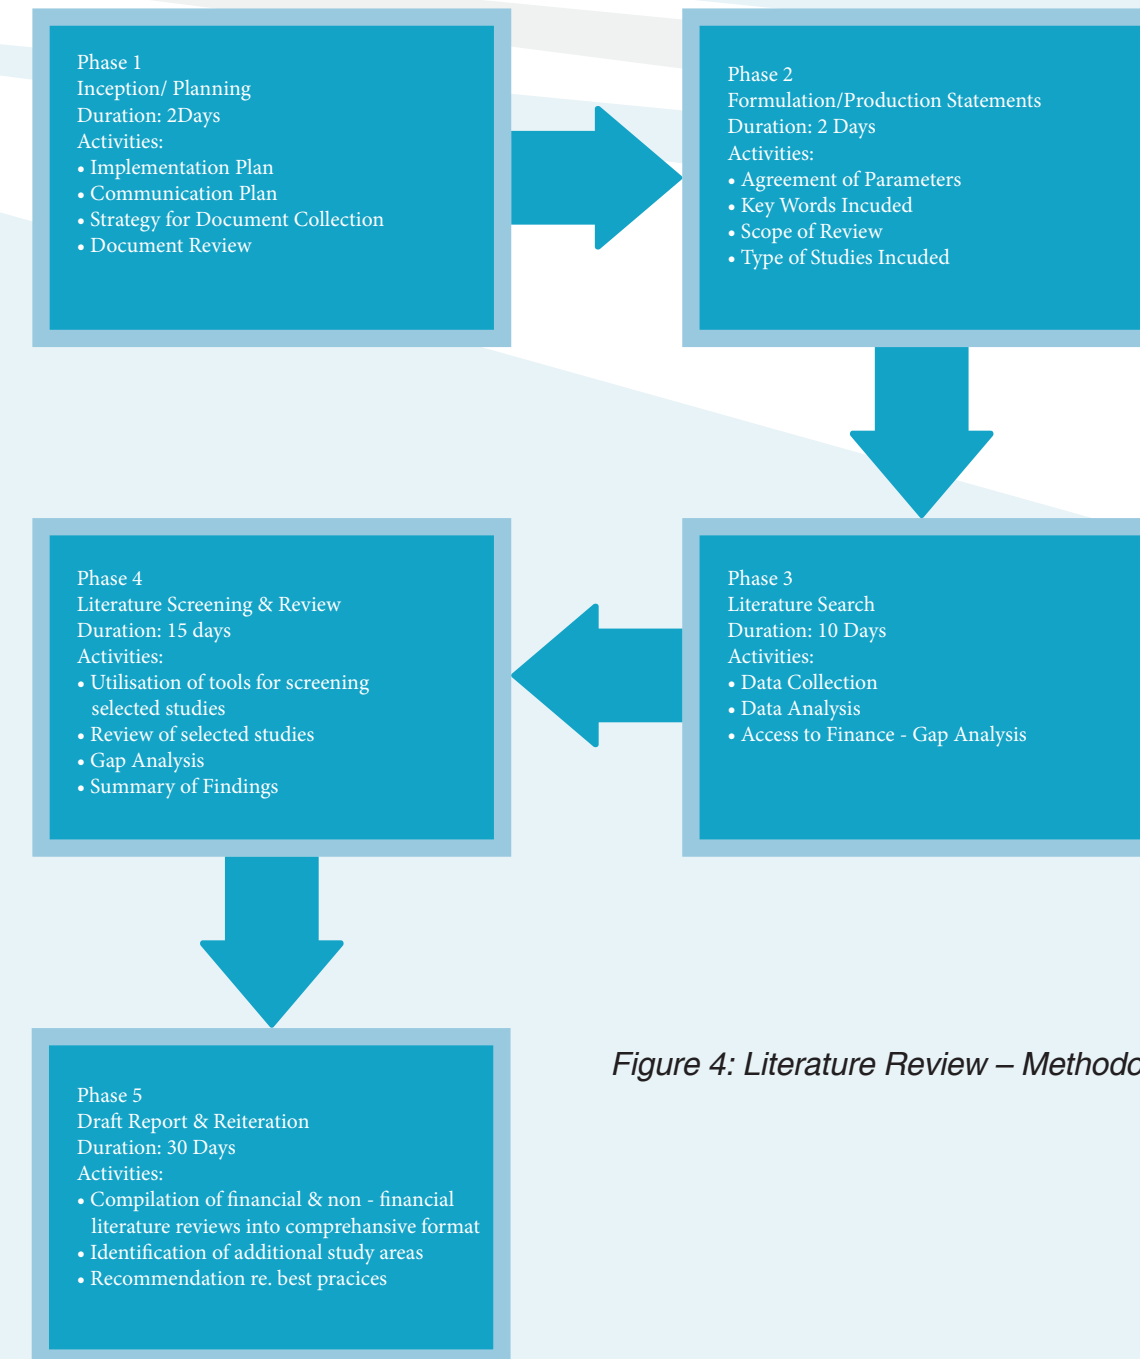 Phase 1
Inception/ Planning
Duration: 2Days
Activities:
• Implementation Plan
• Communication Plan
• Strategy for Document Collection
• Document Review
Phase 2
Formulation/Production Statements
Duration: 2 Days
Activities:
• Agreement of Parameters
• Key Words Incuded
• Scope of Review
• Type of Studies Incuded
Phase 3
Literature Search
Duration: 10 Days
Activities:
• Data Collection
• Data Analysis
• Access to Finance - Gap Analysis
Phase 4
Literature Screening & Review
Duration: 15 days
Activities:
• Utilisation of tools for screening
selected studies
• Review of selected studies
• Gap Analysis
• Summary of Findings
Phase 5
Draft Report & Reiteration
Duration: 30 Days
Activities:
• Compilation of financial & non - financial
literature reviews into comprehansive format
• Identification of additional study areas
• Recommendation re. best pracices
Figure 4: Literature Review –